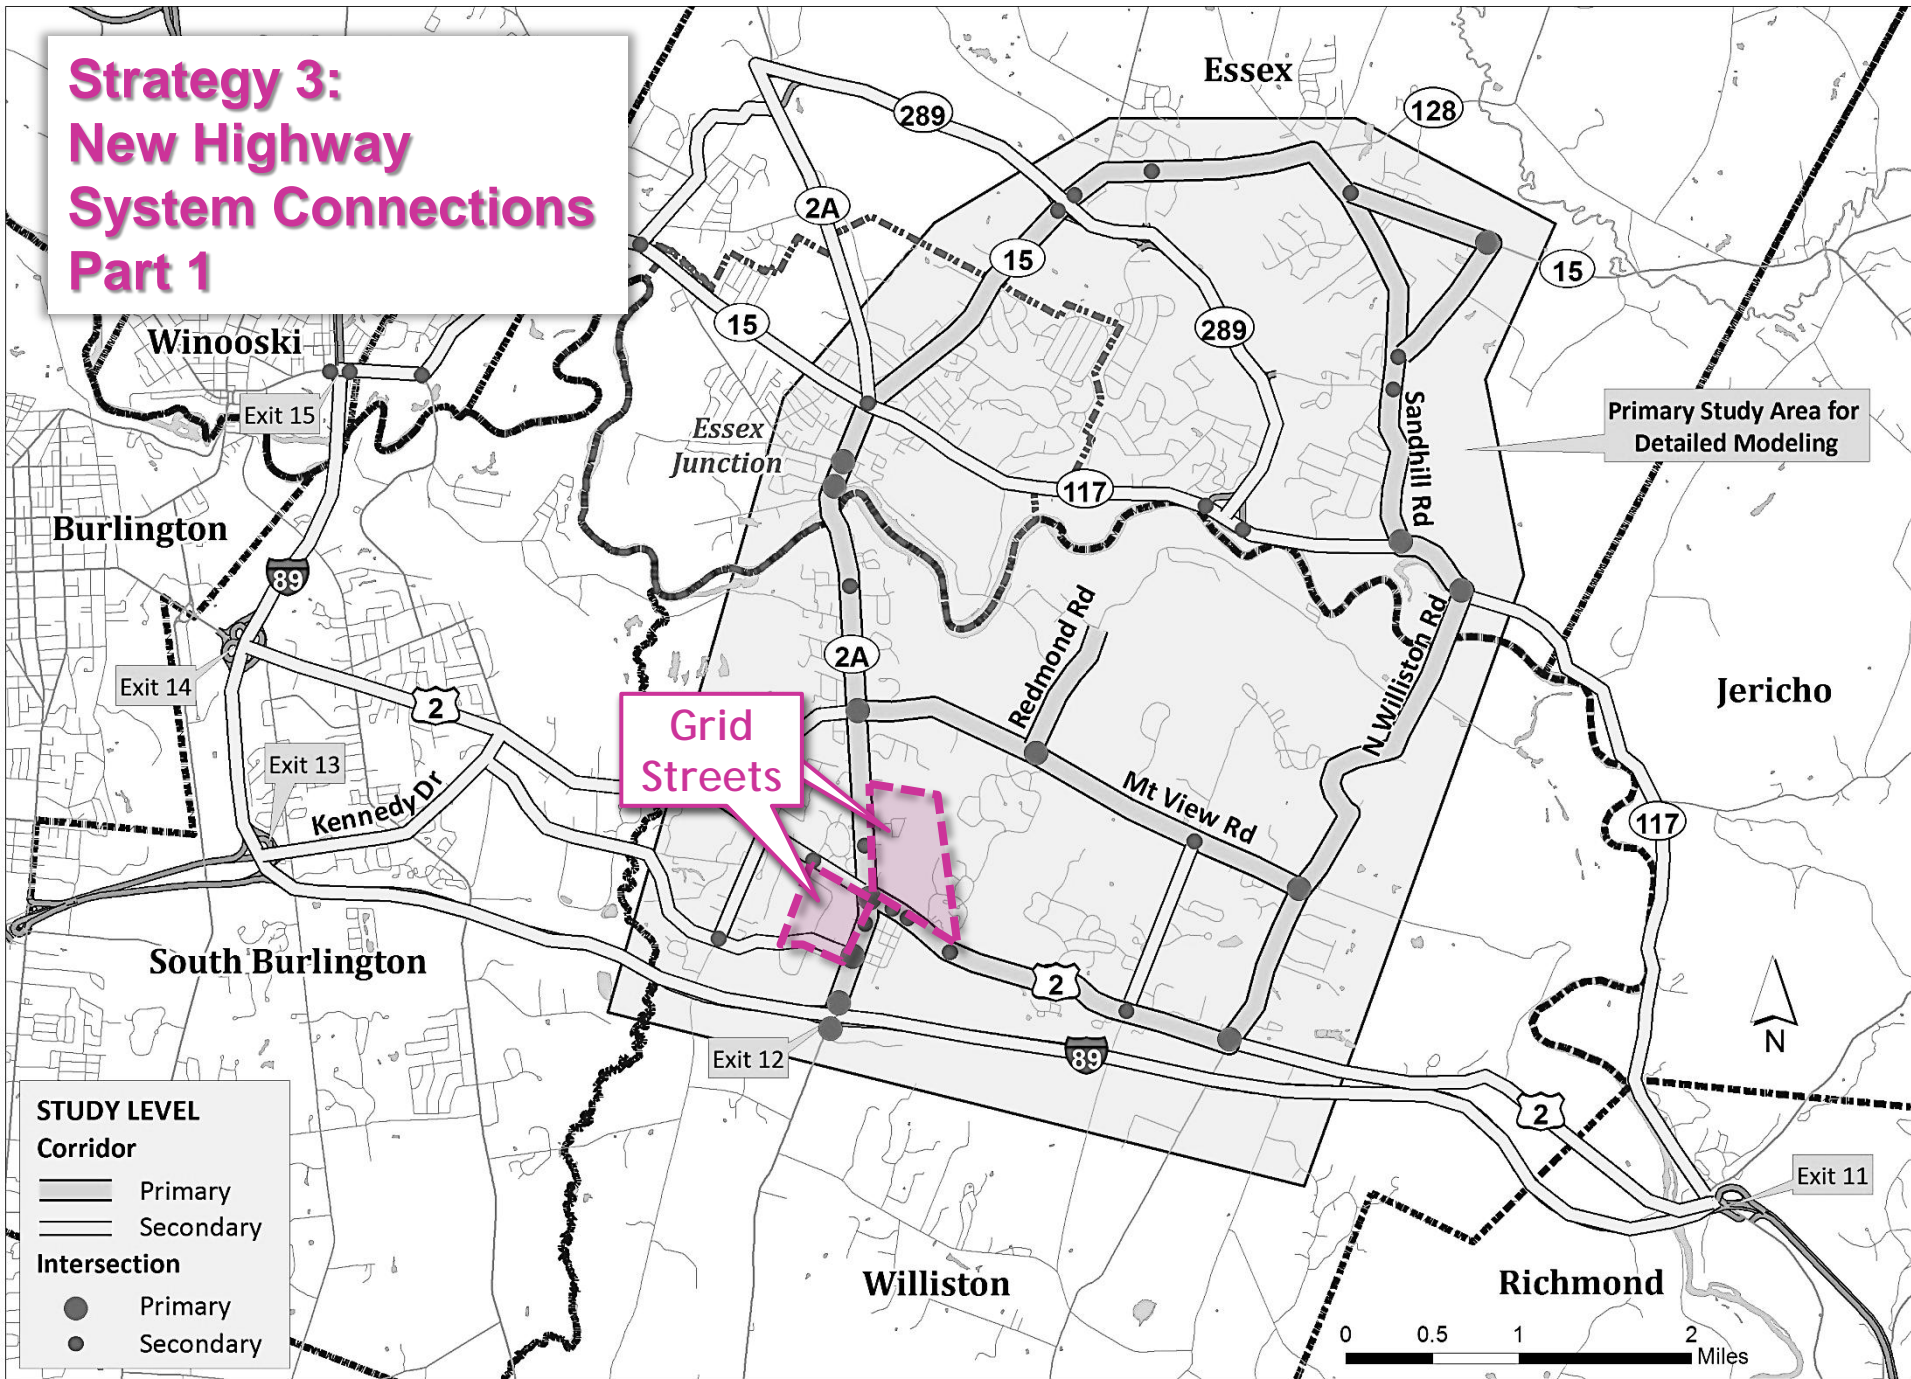 Strategy 3:
New Highway
System Connections
Part 1
Essex
128
289
2A
15
15
15
289
Winooski
Exit 15
Essex
Junction
Sandhill Rd
Primary Study Area for
Detailed Modeling
117
Burlington
89
Redmond Rd
2A
N Williston Rd
Exit 14
2
Jericho
Grid
Streets
Exit 13
Kennedy Dr
Mt View Rd
117
South Burlington
2
N
Exit 12
89
2
STUDY LEVEL
Corridor
Primary
Secondary
Intersection
Primary
Secondary
Exit 11
Williston
Richmond
0 0.5 1 2
Miles